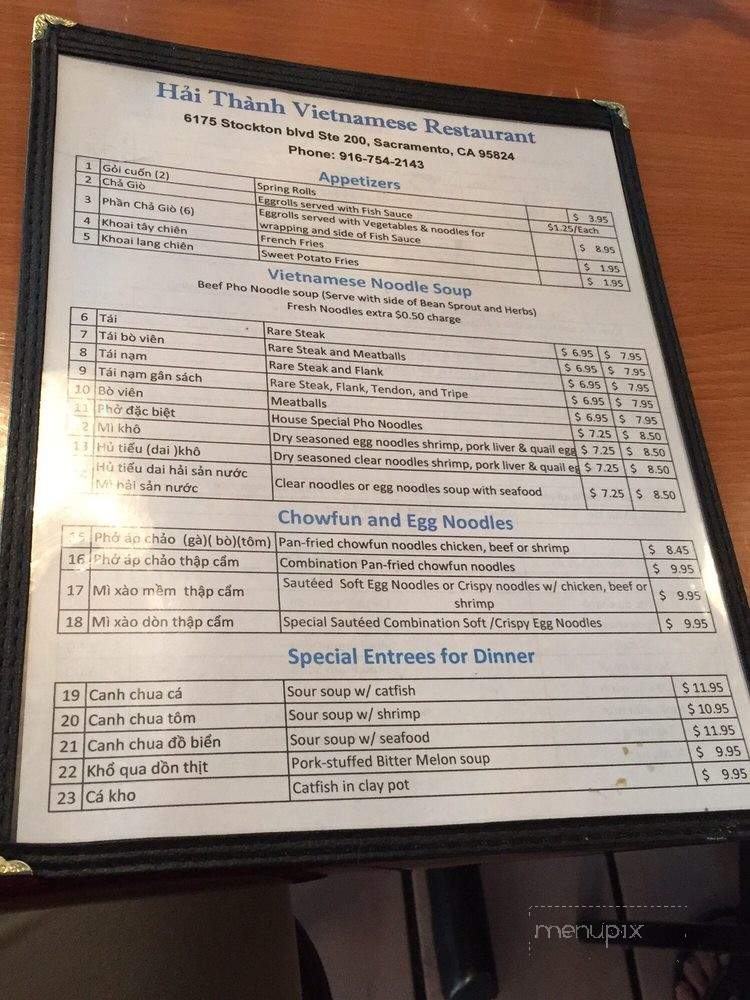 Hải Thành Vietnamese Restaurant
6175 Stockton blvd Ste 200, Sacramento, CA 95824
Phone: 916-754-2143
Appetizers
1 Gỏi cuốn (2) Spring Rolls $ 3.95
2 Chả Giò Eggrolls served with Fish Sauce $1.25/Each
3 Phần Chả Giò (6) Eggrolls served with Vegetables & noodles for
wrapping and side of Fish Sauce $ 8.95
4 Khoai tây chiên French Fries $ 1.95
5 Khoai lang chiên Sweet Potato Fries $ 1.95
Vietnamese Noodle Soup
Beef Pho Noodle soup (Serve with side of Bean Sprout and Herbs)
Fresh Noodles extra $0.50 charge
6 Tái Rare Steak $ 6.95 $ 7.95
7 Tái bò viên Rare Steak and Meatballs $ 6.95 $ 7.95
8 Tái nạm Rare Steak and Flank $ 6.95 $ 7.95
9 Tái nạm gân sách Rare Steak, Flank, Tendon, and Tripe $ 6.95 $ 7.95
10 Bò viên Meatballs $ 6.95 $ 7.95
11 Phở đặc biệt House Special Pho Noodles $ 7.25 $ 8.50
2 Mì khô Dry seasoned egg noodles shrimp, pork liver & quail egg $ 7.25 $ 8.50
13 Hủ tiếu (dai )khô Dry seasoned clear noodles shrimp, pork liver & quail eg $ 7.25 $ 8.50
Hủ tiếu dai hải sản nước
Mì hải sản nước Clear noodles or egg noodles soup with seafood $ 7.25 $ 8.50
Chowfun and Egg Noodles
15 Phở áp chảo (gà)( bò)(tôm) Pan-fried chowfun noodles chicken, beef or shrimp $ 8.45
16 Phở áp chảo thập cẩm Combination Pan-fried chowfun noodles $ 9.95
17 Mì xào mềm thập cẩm Sautéed Soft Egg Noodles or Crispy noodles w/ chicken, beef or
shrimp $ 9.95
18 Mì xào dòn thập cẩm Special Sautéed Combination Soft /Crispy Egg Noodles $ 9.95
Special Entrees for Dinner
19 Canh chua cá Sour soup w/ catfish $ 11.95
20 Canh chua tôm Sour soup w/ shrimp $ 10.95
21 Canh chua đồ biển Sour soup w/ seafood $ 11.95
22 Khổ qua dồn thịt Pork-stuffed Bitter Melon soup $ 9.95
23 Cá kho Catfish in clay pot $ 9.95
menupix